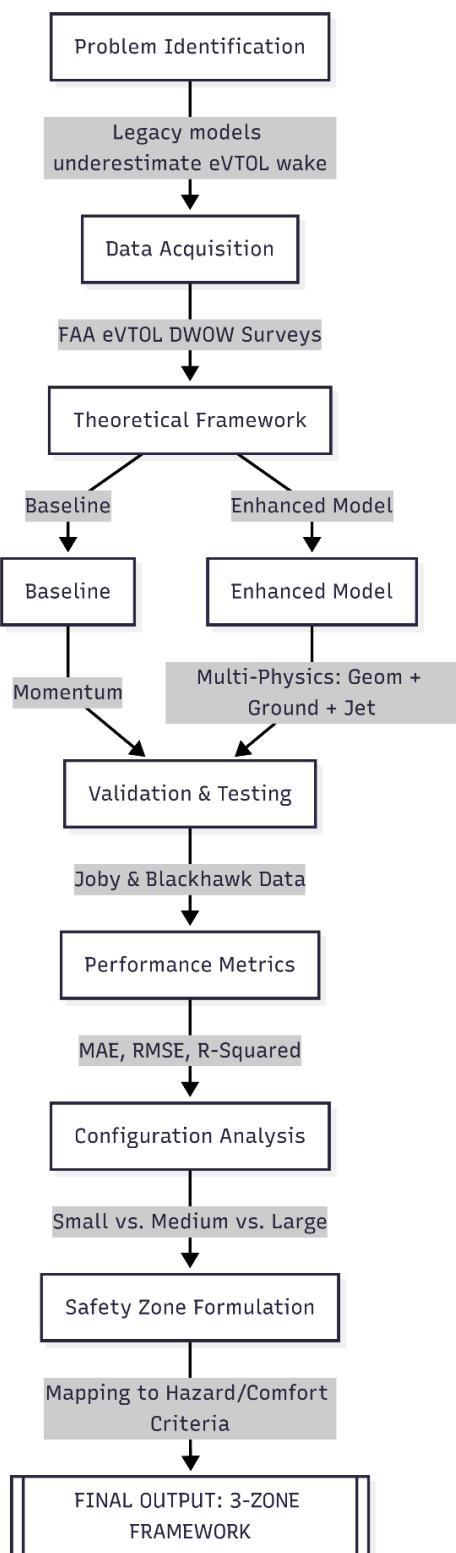 Problem Identification
Legacy models
underestimate eVTOL wake
Data Acquisition
FAA eVTOL DWOW Surveys
Theoretical Framework
Baseline
Enhanced Model
Baseline
Enhanced Model
Momentum
Multi-Physics: Geom +
Ground + Jet
Validation & Testing
Joby & Blackhawk Data
Performance Metrics
MAE, RMSE, R-Squared
Configuration Analysis
Small vs. Medium vs. Large
Safety Zone Formulation
Mapping to Hazard/Comfort
Criteria
FINAL OUTPUT: 3-ZONE
FRAMEWORK